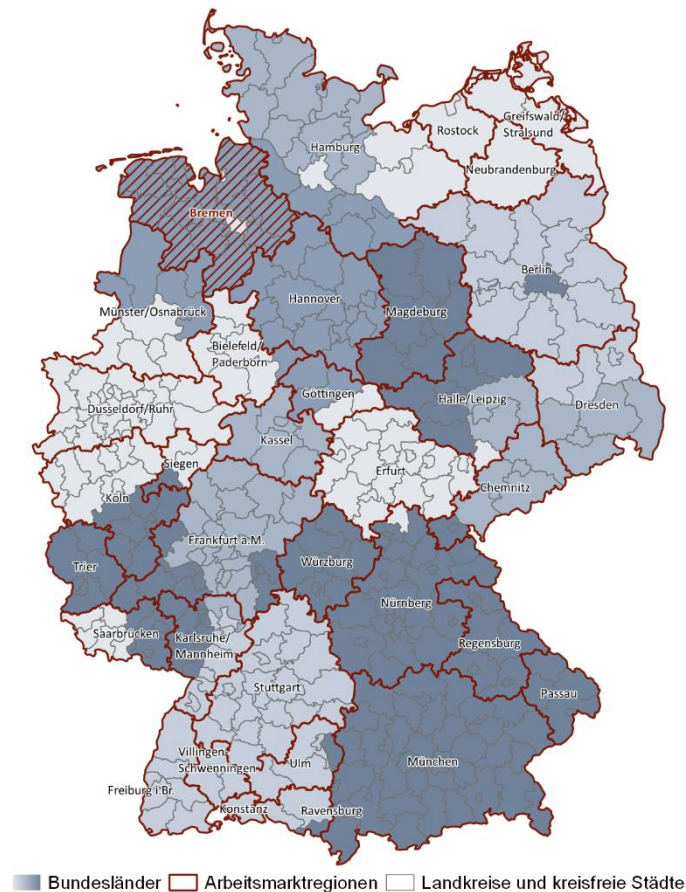 Greifswald/
Stralsund
Rostock
Hamburg
Neubrandenburg
Bremen
Berlin
Hannover
Magdeburg
Münster/Osnabrück
Bielefeld/
Paderborn
Göttingen
Halle/Leipzig
Dresden
Düsseldorf/Ruhr
Kassel
Siegen
Erfurt
Köln
Chemnitz
Frankfurt a.M.
Trier
Würzburg
Nürnberg
Saarbrücken
Karlsruhe/
Mannheim
Regensburg
Stuttgart
Passau
Villingen-
Schwenningen
Ulm
München
Freiburg i.Br.
Konstanz
Ravensburg
Bundesländer
Arbeitsmarktregionen
Landkreise und kreisfreie Städte